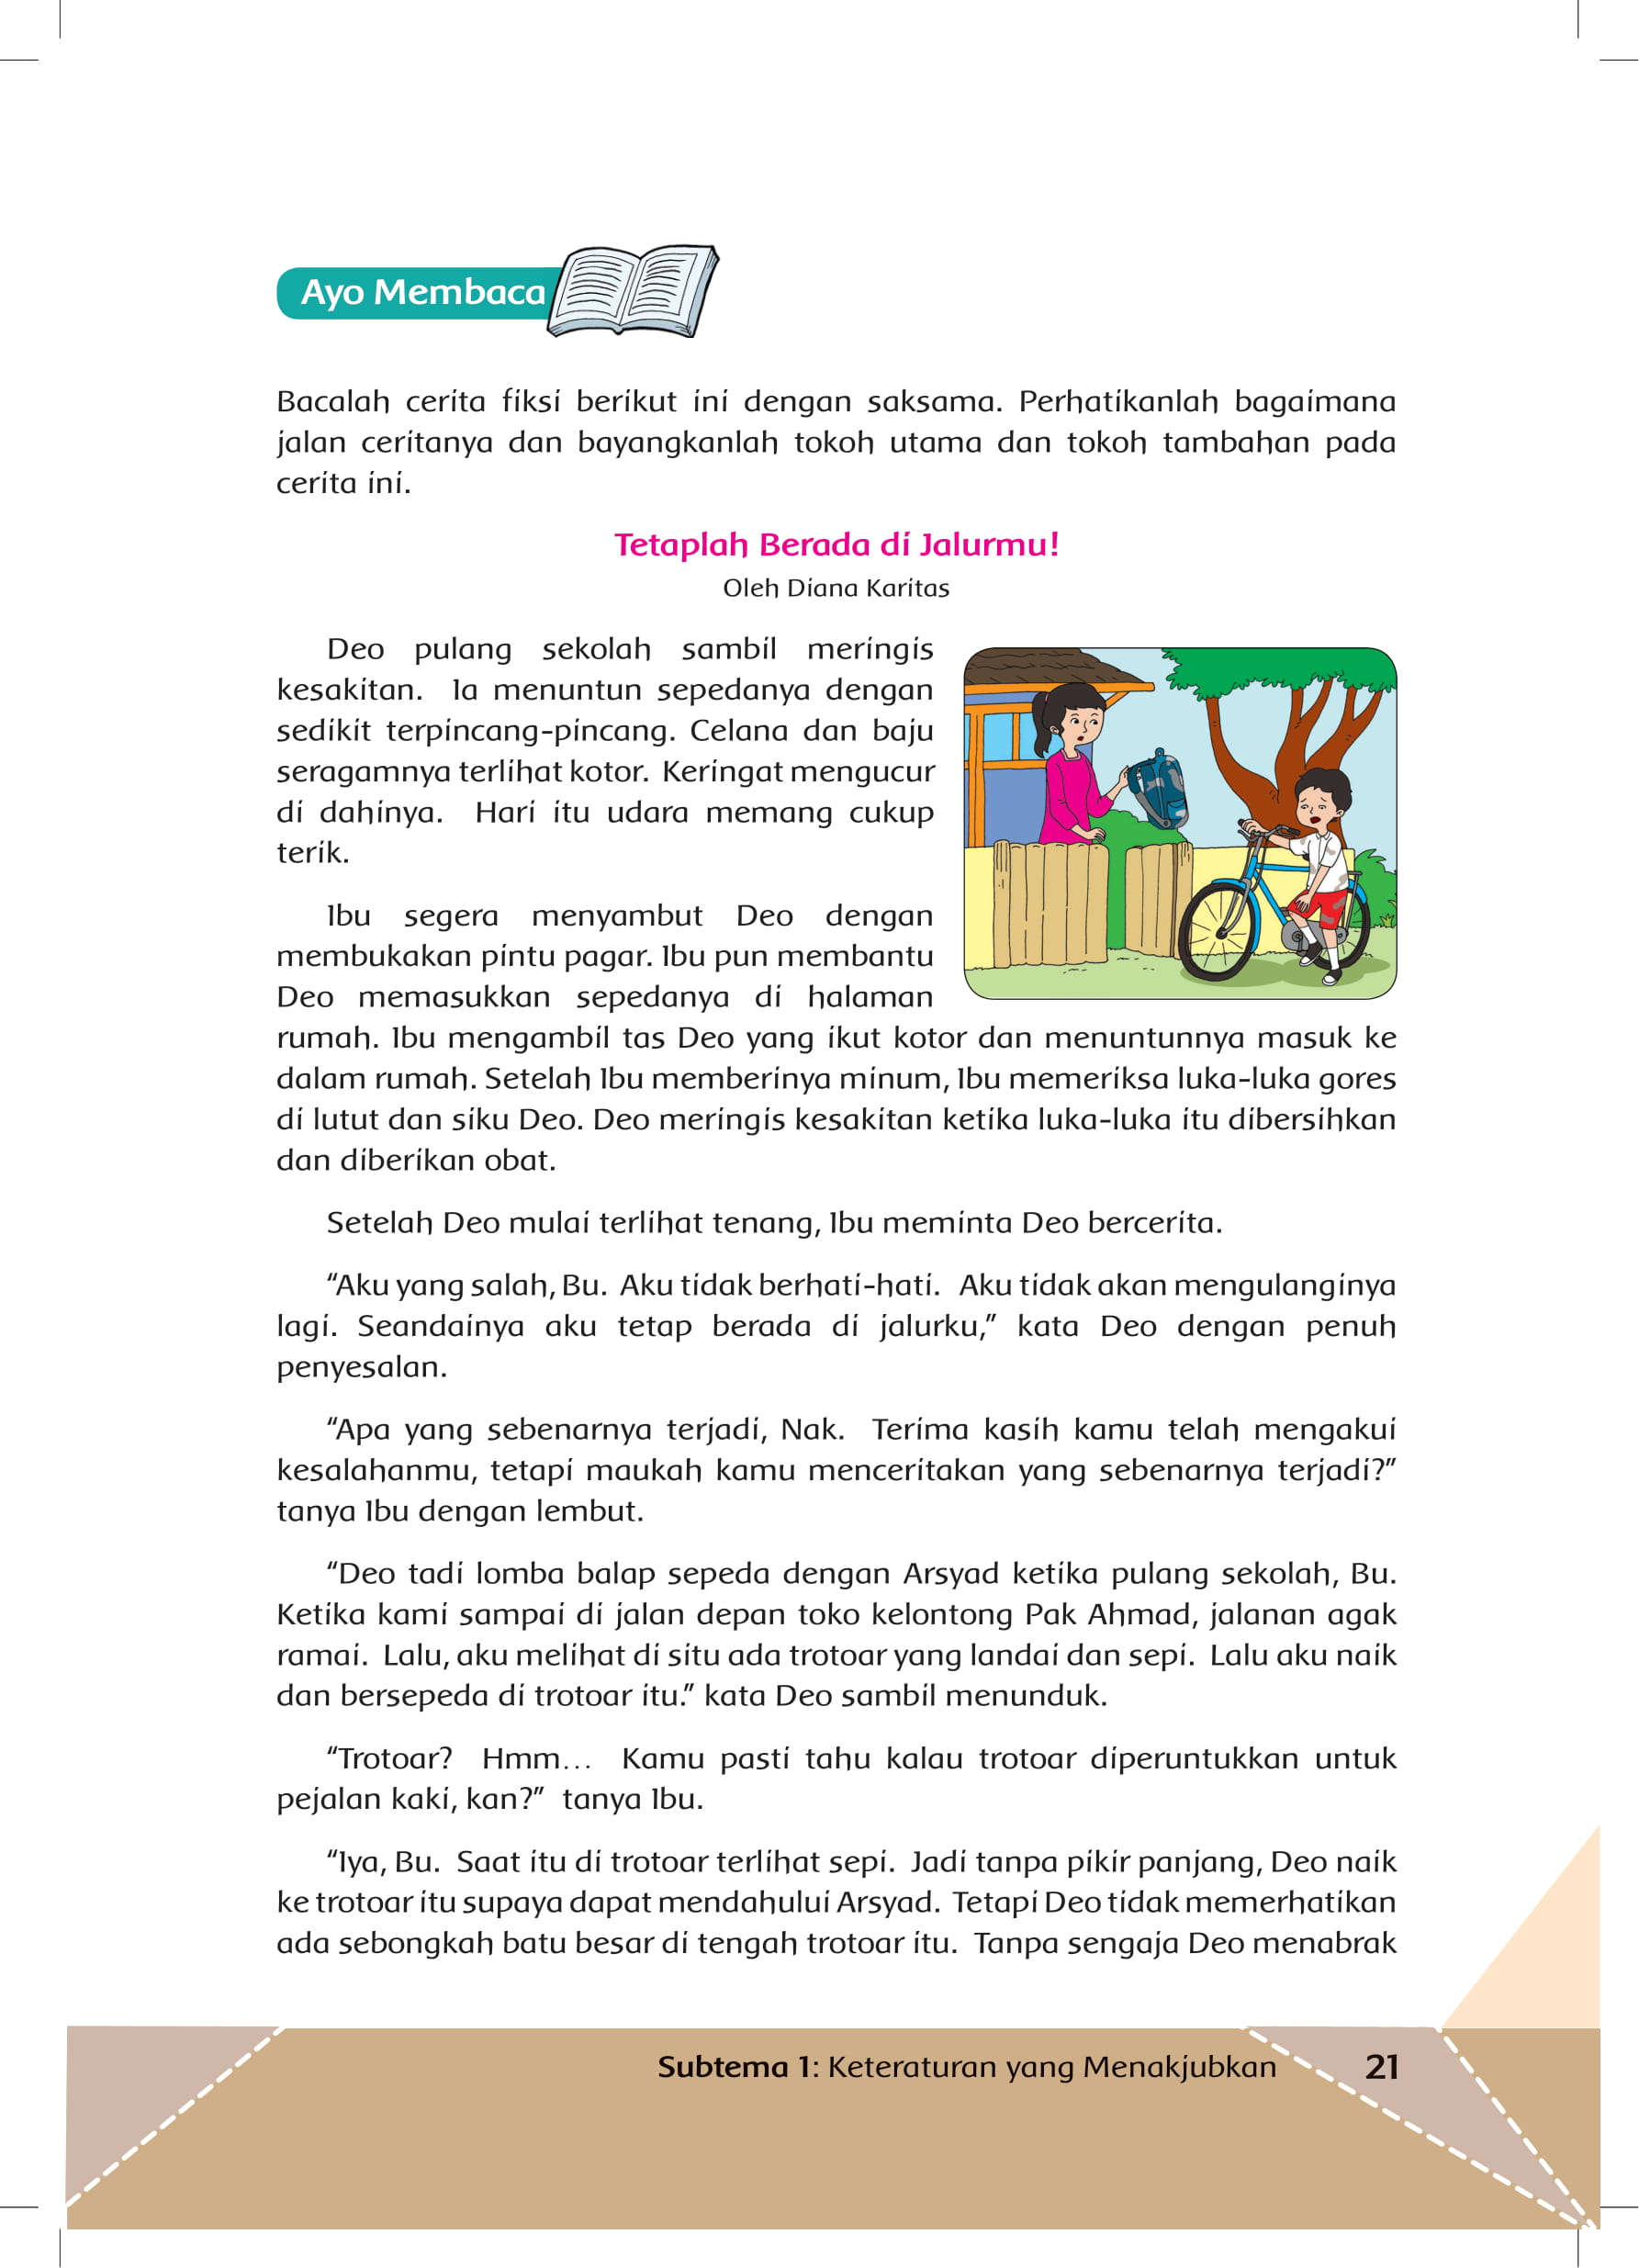 Ayo Membaca
Bacalah cerita fiksi berikut ini dengan saksama. Perhatikanlah bagaimana
jalan ceritanya dan bayangkanlah tokoh utama dan tokoh tambahan pada
cerita ini.
Tetaplah Berada di Jalurmu!
Oleh Diana Karitas
Deo pulang sekolah sambil meringis
kesakitan. Ia menuntun sepedanya dengan
sedikit terpincang-pincang. Celana dan baju
seragamnya terlihat kotor. Keringat mengucur
di dahinya. Hari itu udara memang cukup
terik.
Ibu segera menyambut Deo dengan
membukakan pintu pagar. Ibu pun membantu
Deo memasukkan sepedanya di halaman
rumah. Ibu mengambil tas Deo yang ikut kotor dan menuntunnya masuk ke
dalam rumah. Setelah Ibu memberinya minum, Ibu memeriksa luka-luka gores
di lutut dan siku Deo. Deo meringis kesakitan ketika luka-luka itu dibersihkan
dan diberikan obat.
Setelah Deo mulai terlihat tenang, Ibu meminta Deo bercerita.
“Aku yang salah, Bu. Aku tidak berhati-hati. Aku tidak akan mengulanginya
lagi. Seandainya aku tetap berada di jalurku,” kata Deo dengan penuh
penyesalan.
“Apa yang sebenarnya terjadi, Nak. Terima kasih kamu telah mengakui
kesalahanmu, tetapi maukah kamu menceritakan yang sebenarnya terjadi?”
tanya Ibu dengan lembut.
“Deo tadi lomba balap sepeda dengan Arsyad ketika pulang sekolah, Bu.
Ketika kami sampai di jalan depan toko kelontong Pak Ahmad, jalanan agak
ramai. Lalu, aku melihat di situ ada trotoar yang landai dan sepi. Lalu aku naik
dan bersepeda di trotoar itu.” kata Deo sambil menunduk.
“Trotoar? Hmm… Kamu pasti tahu kalau trotoar diperuntukkan untuk
pejalan kaki, kan?” tanya Ibu.
“Iya, Bu. Saat itu di trotoar terlihat sepi. Jadi tanpa pikir panjang, Deo naik
ke trotoar itu supaya dapat mendahului Arsyad. Tetapi Deo tidak memerhatikan
ada sebongkah batu besar di tengah trotoar itu. Tanpa sengaja Deo menabrak
Subtema 1: Keteraturan yang Menakjubkan 21